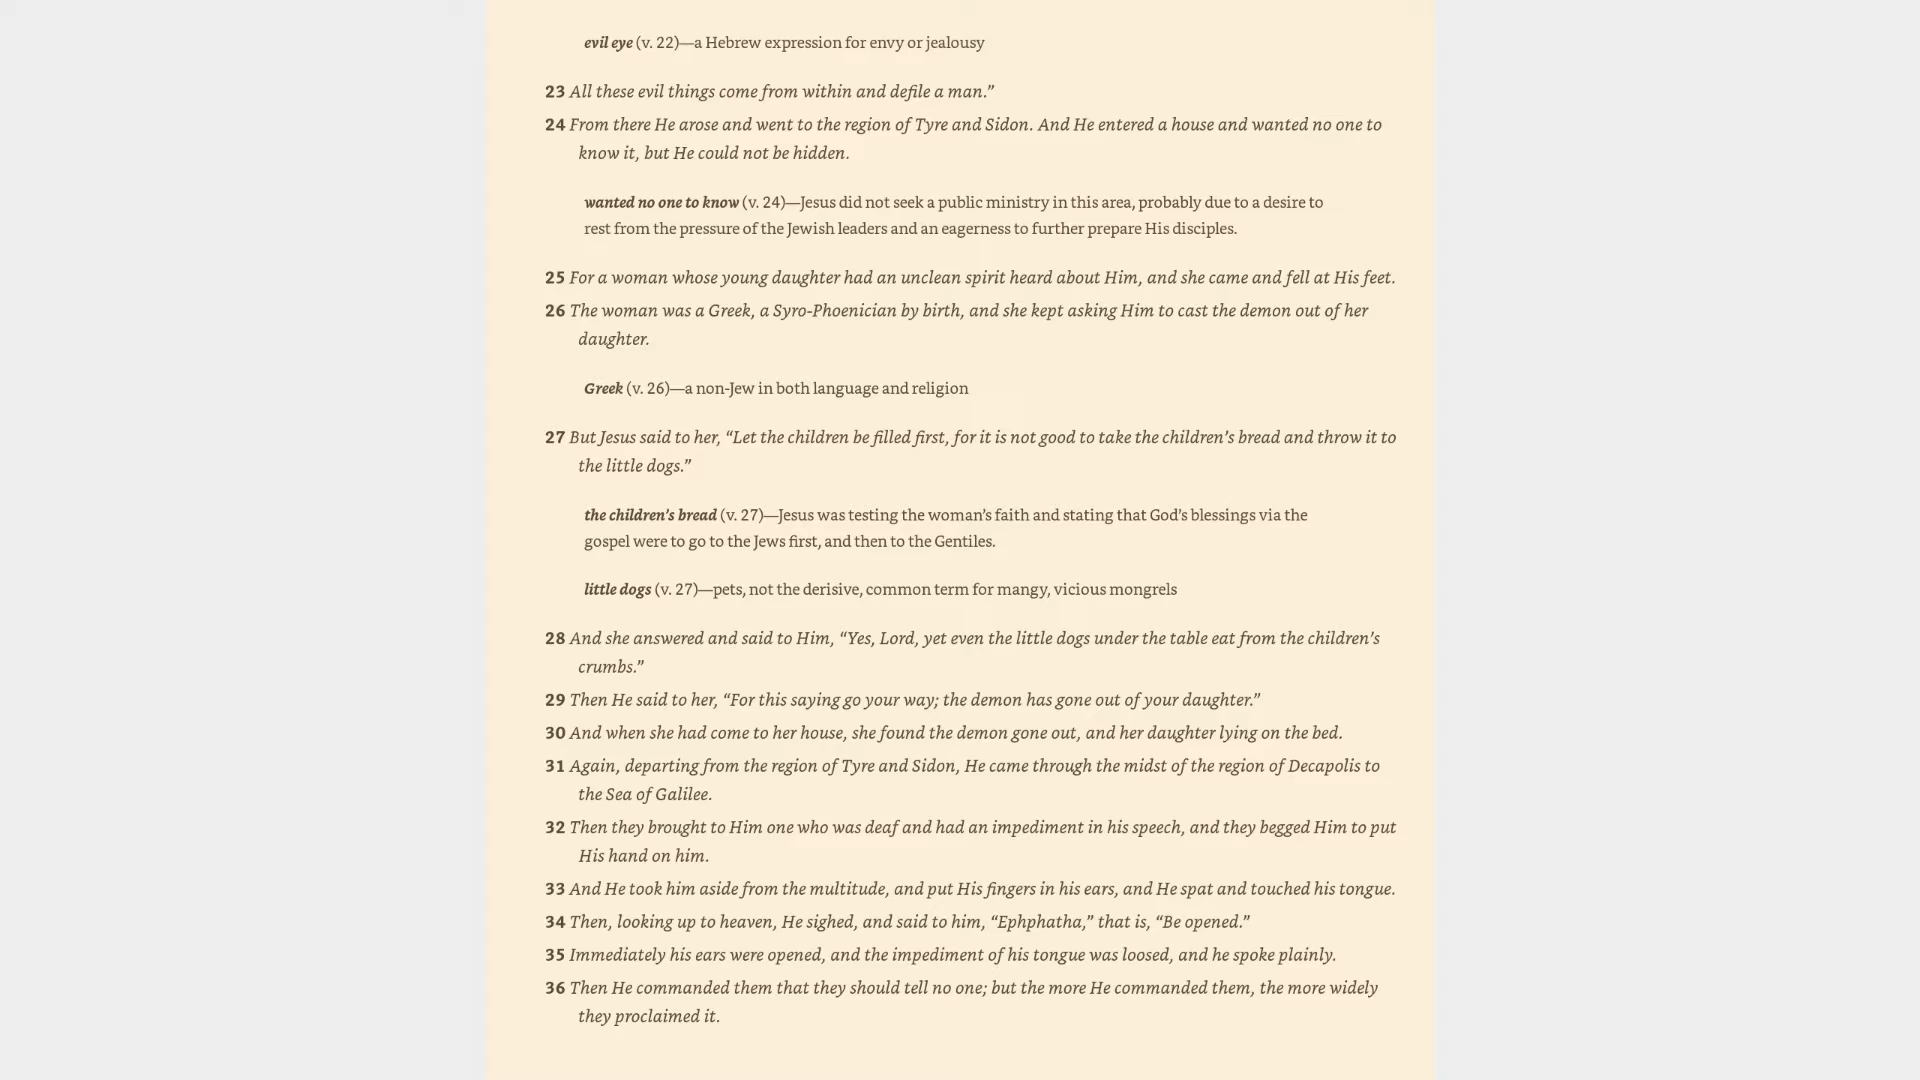 evil eye (v. 22)—a Hebrew expression for envy or jealousy
23 All these evil things come from within and defile a man.”
24 From there He arose and went to the region of Tyre and Sidon. And He entered a house and wanted no one to
know it, but He could not be hidden.
wanted no one to know (v. 24)—Jesus did not seek a public ministry in this area, probably due to a desire to
rest from the pressure of the Jewish leaders and an eagerness to further prepare His disciples.
25 For a woman whose young daughter had an unclean spirit heard about Him, and she came and fell at His feet.
26 The woman was a Greek, a Syro-Phoenician by birth, and she kept asking Him to cast the demon out of her
daughter.
Greek (v. 26)—a non-Jew in both language and religion
27 But Jesus said to her, “Let the children be filled first, for it is not good to take the children’s bread and throw it to
the little dogs.”
the children’s bread (v. 27)—Jesus was testing the woman’s faith and stating that God’s blessings via the
gospel were to go to the Jews first, and then to the Gentiles.
little dogs (v. 27)—pets, not the derisive, common term for mangy, vicious mongrels
28 And she answered and said to Him, “Yes, Lord, yet even the little dogs under the table eat from the children’s
crumbs.”
29 Then He said to her, “For this saying go your way; the demon has gone out of your daughter.”
30 And when she had come to her house, she found the demon gone out, and her daughter lying on the bed.
31 Again, departing from the region of Tyre and Sidon, He came through the midst of the region of Decapolis to
the Sea of Galilee.
32 Then they brought to Him one who was deaf and had an impediment in his speech, and they begged Him to put
His hand on him.
33 And He took him aside from the multitude, and put His fingers in his ears, and He spat and touched his tongue.
34 Then, looking up to heaven, He sighed, and said to him, “Ephphatha,” that is, “Be opened.”
35 Immediately his ears were opened, and the impediment of his tongue was loosed, and he spoke plainly.
36 Then He commanded them that they should tell no one; but the more He commanded them, the more widely
they proclaimed it.